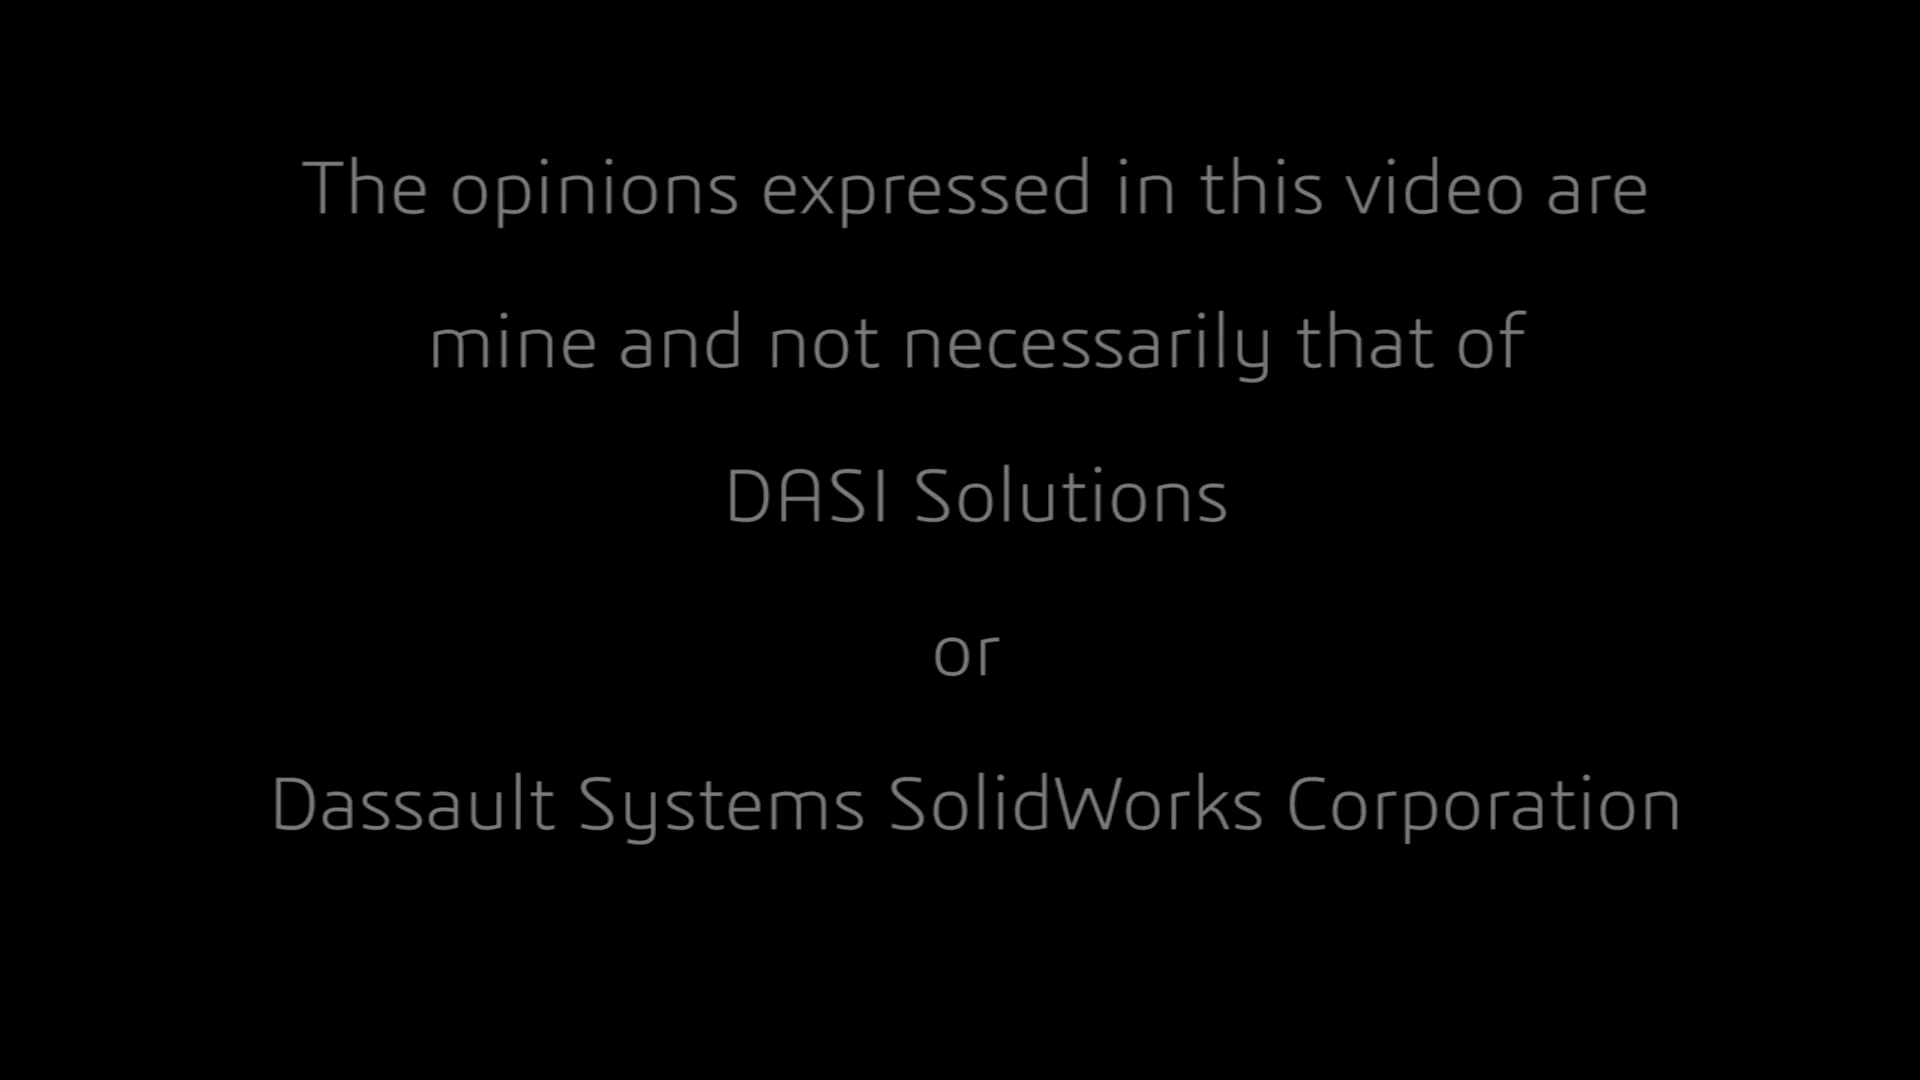 The opinions expressed in this video are
mine and not necessarily that of
DASI Solutions
or
Dassault Systems SolidWorks Corporation